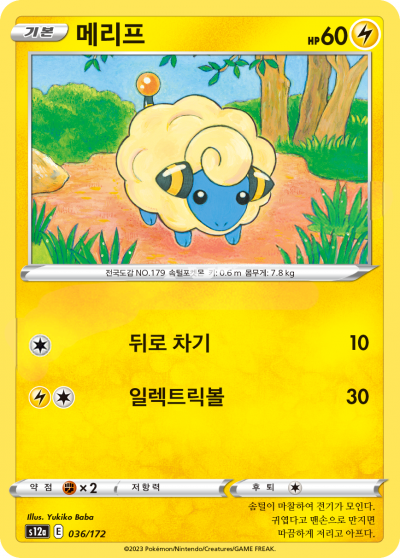 기본 메리프 HP60
전국도감 NO.179 솜털포켓몬 키: 0.6 m 몸무게: 7.8 kg
뒤로 차기 10
일렉트릭볼 30
약점 ×2 저항력 후퇴
Illus. Yukiko Baba
s12a E 036/172
솜털이 마찰하여 전기가 모인다.
귀엽다고 맨손으로 만지면
따끔하게 저리고 아프다.
©2023 Pokémon/Nintendo/Creatures/GAME FREAK.